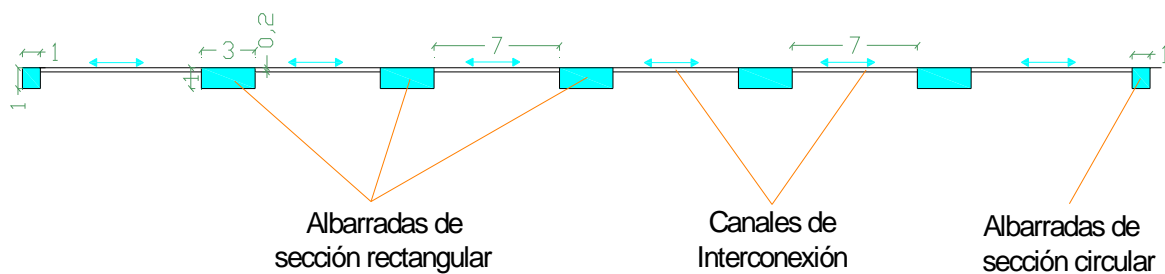 1
3
0,2
7
7
1
1
1
Albarradas de
sección rectangular
Canales de
Interconexión
Albarradas de
sección circular